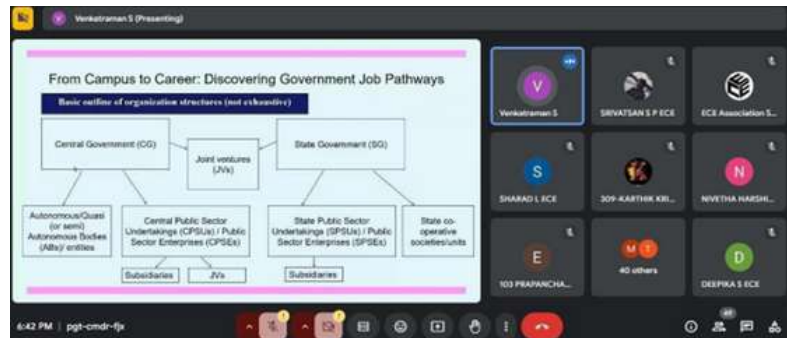 Venkatraman S (Presenting)
From Campus to Career: Discovering Government Job Pathways
Basic outline of organization structures (not exhaustive)
Central Government (CG)
Joint ventures
(JVs)
State Government (SG)
Autonomous/Quasi
(or semi)
Autonomous Bodies
(ABs)/ entities
Central Public Sector
Undertakings (CPSUs) / Public
Sector Enterprises (CPSEs)
State Public Sector
Undertakings (SPSUs) / Public
Sector Enterprises (SPSEs)
State co-
operative
societies/units
Subsidiaries
JVs
Subsidiaries
V
Venkatraman S
SRIVATSAN S P ECE
ECE
ECE Association S...
S
SHARAD L ECE
309-KARTHIK KRI...
N
NIVETHA HARSHI...
E
103 PRAPANCHA...
M T
40 others
D
DEEPIKA S ECE
6:42 PM | pgt-cmdr-fjx
49